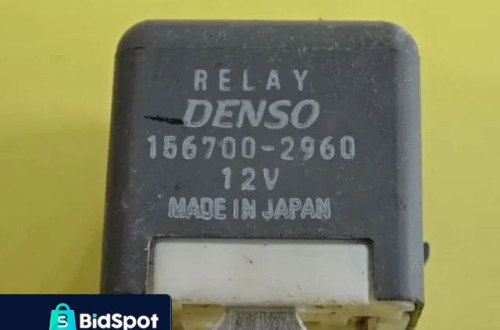 RELAY
DENSO
156700-2960
12V
MADE IN JAPAN
S BidSpot